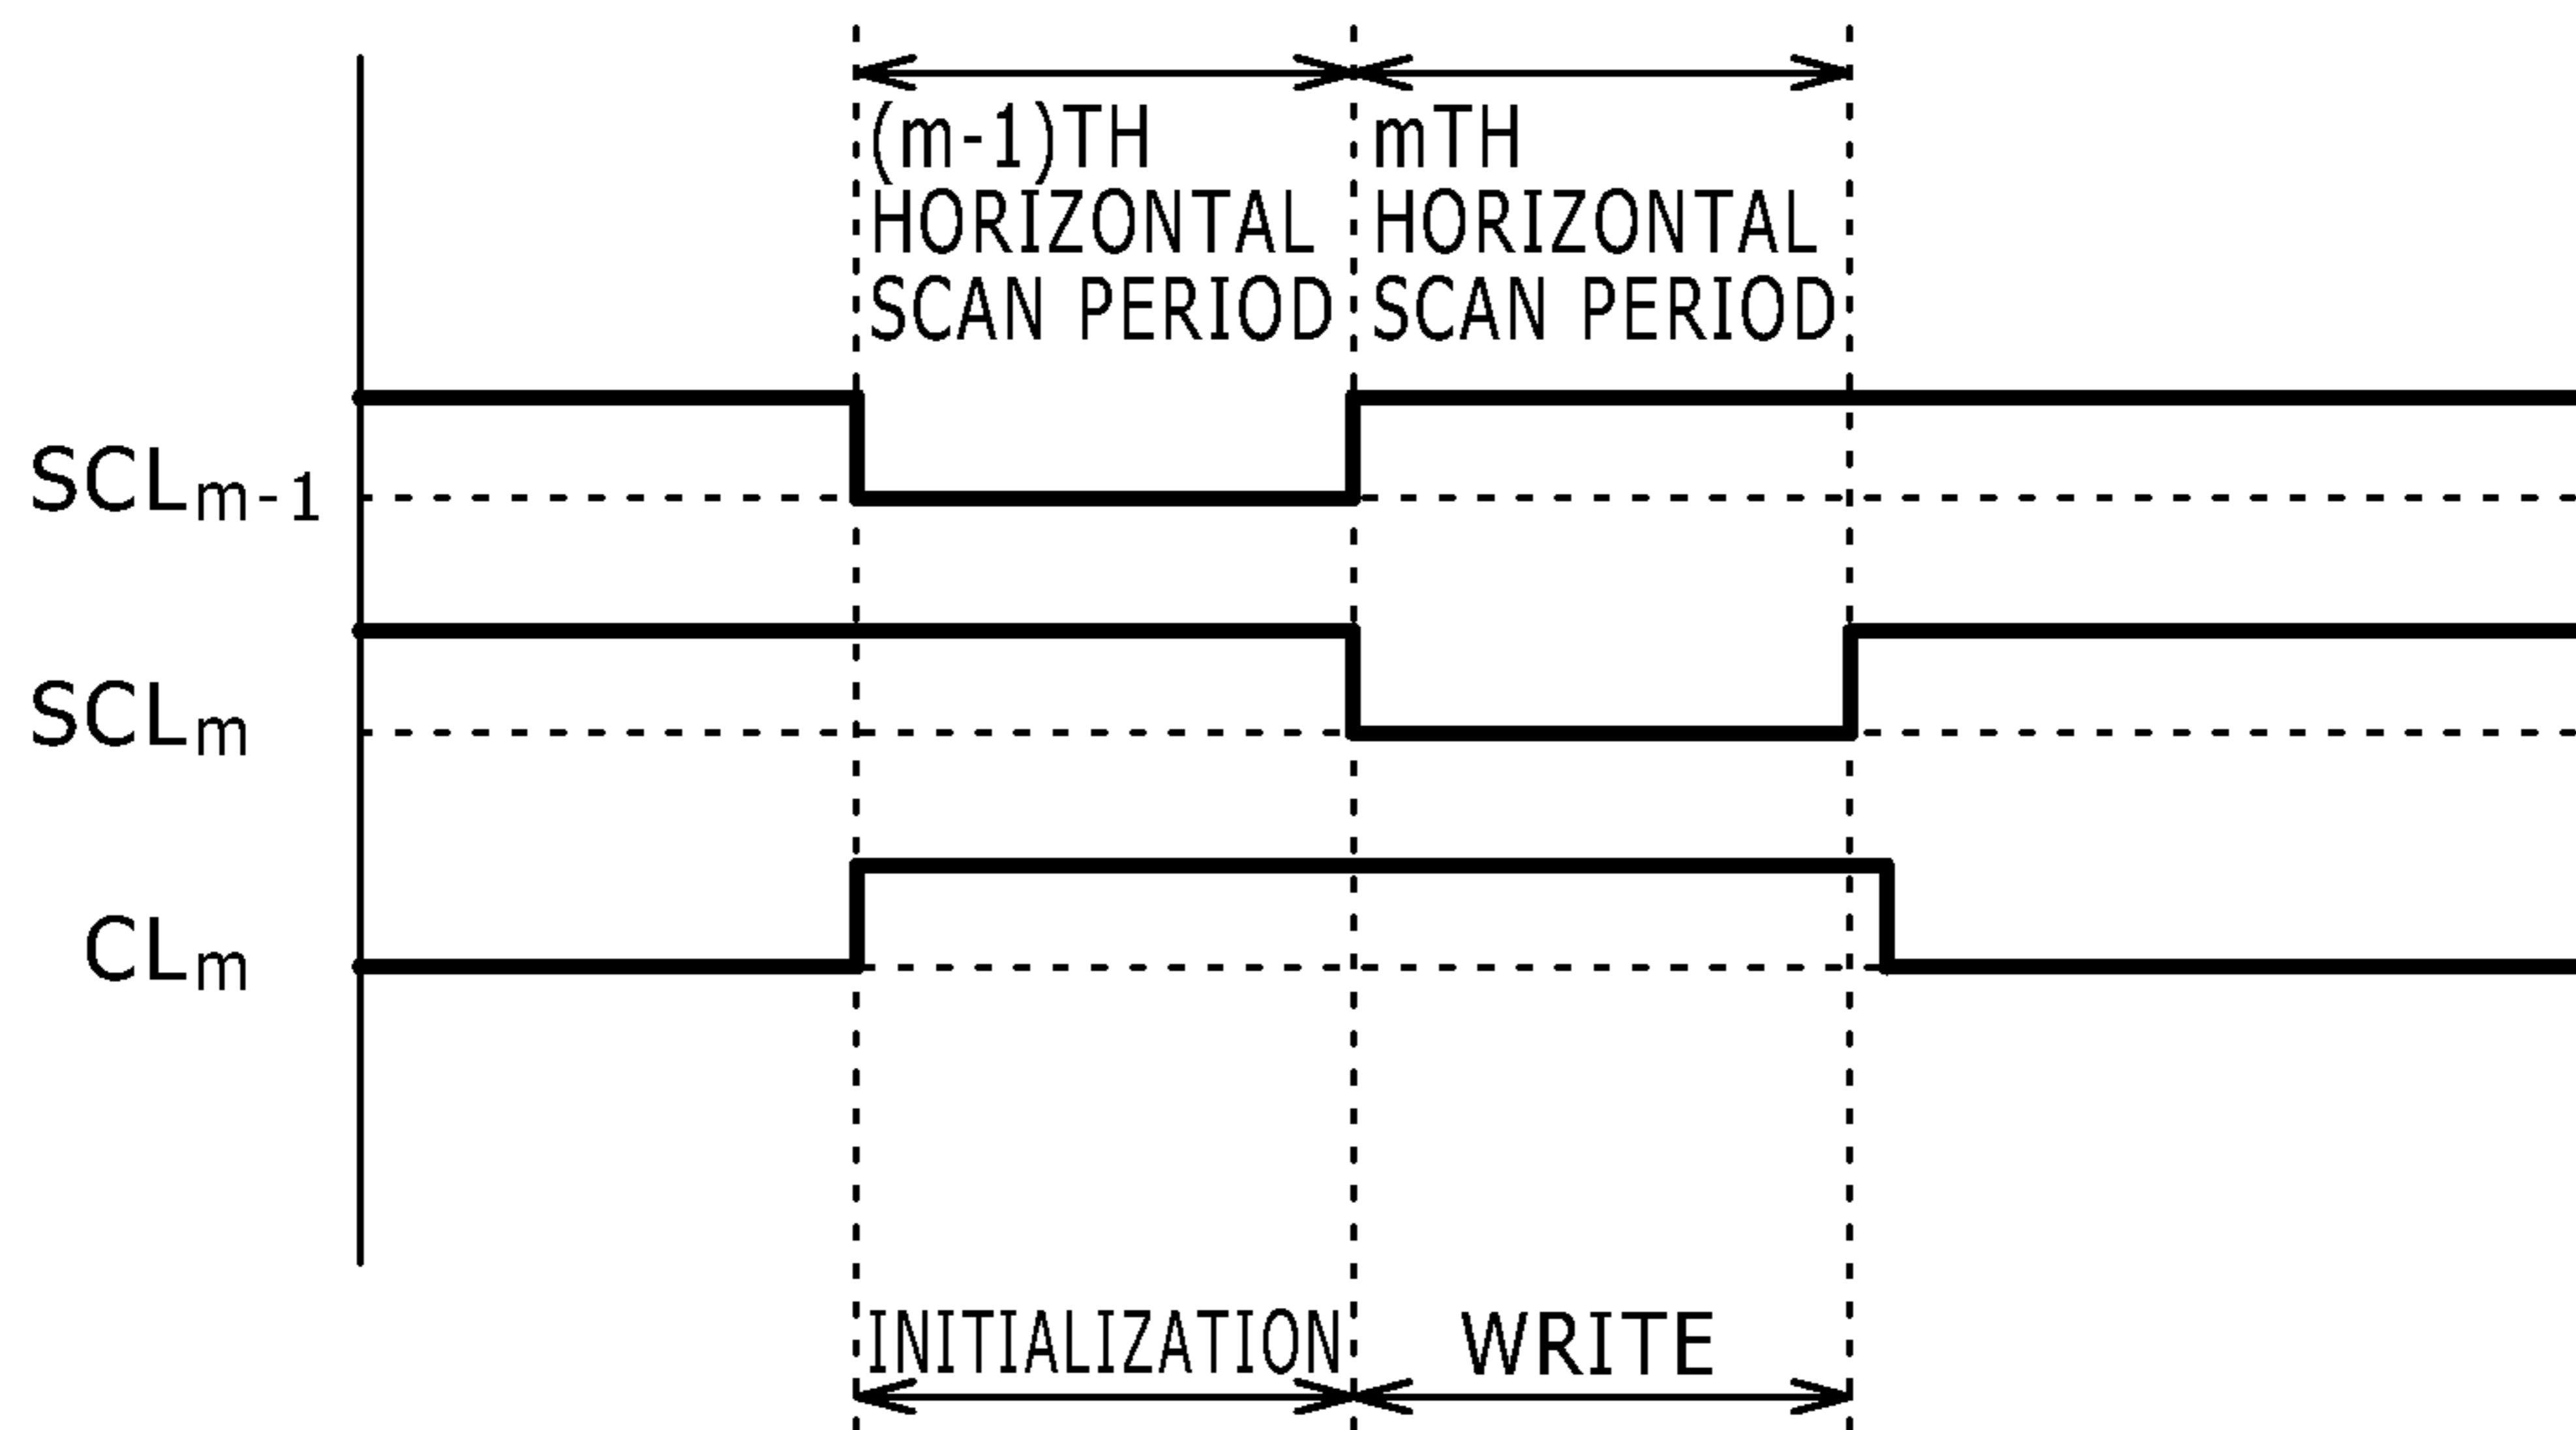 (m-1)TH
HORIZONTAL
SCAN PERIOD
mTH
HORIZONTAL
SCAN PERIOD
SCLm-1
SCLm
CLm
INITIALIZATION
WRITE